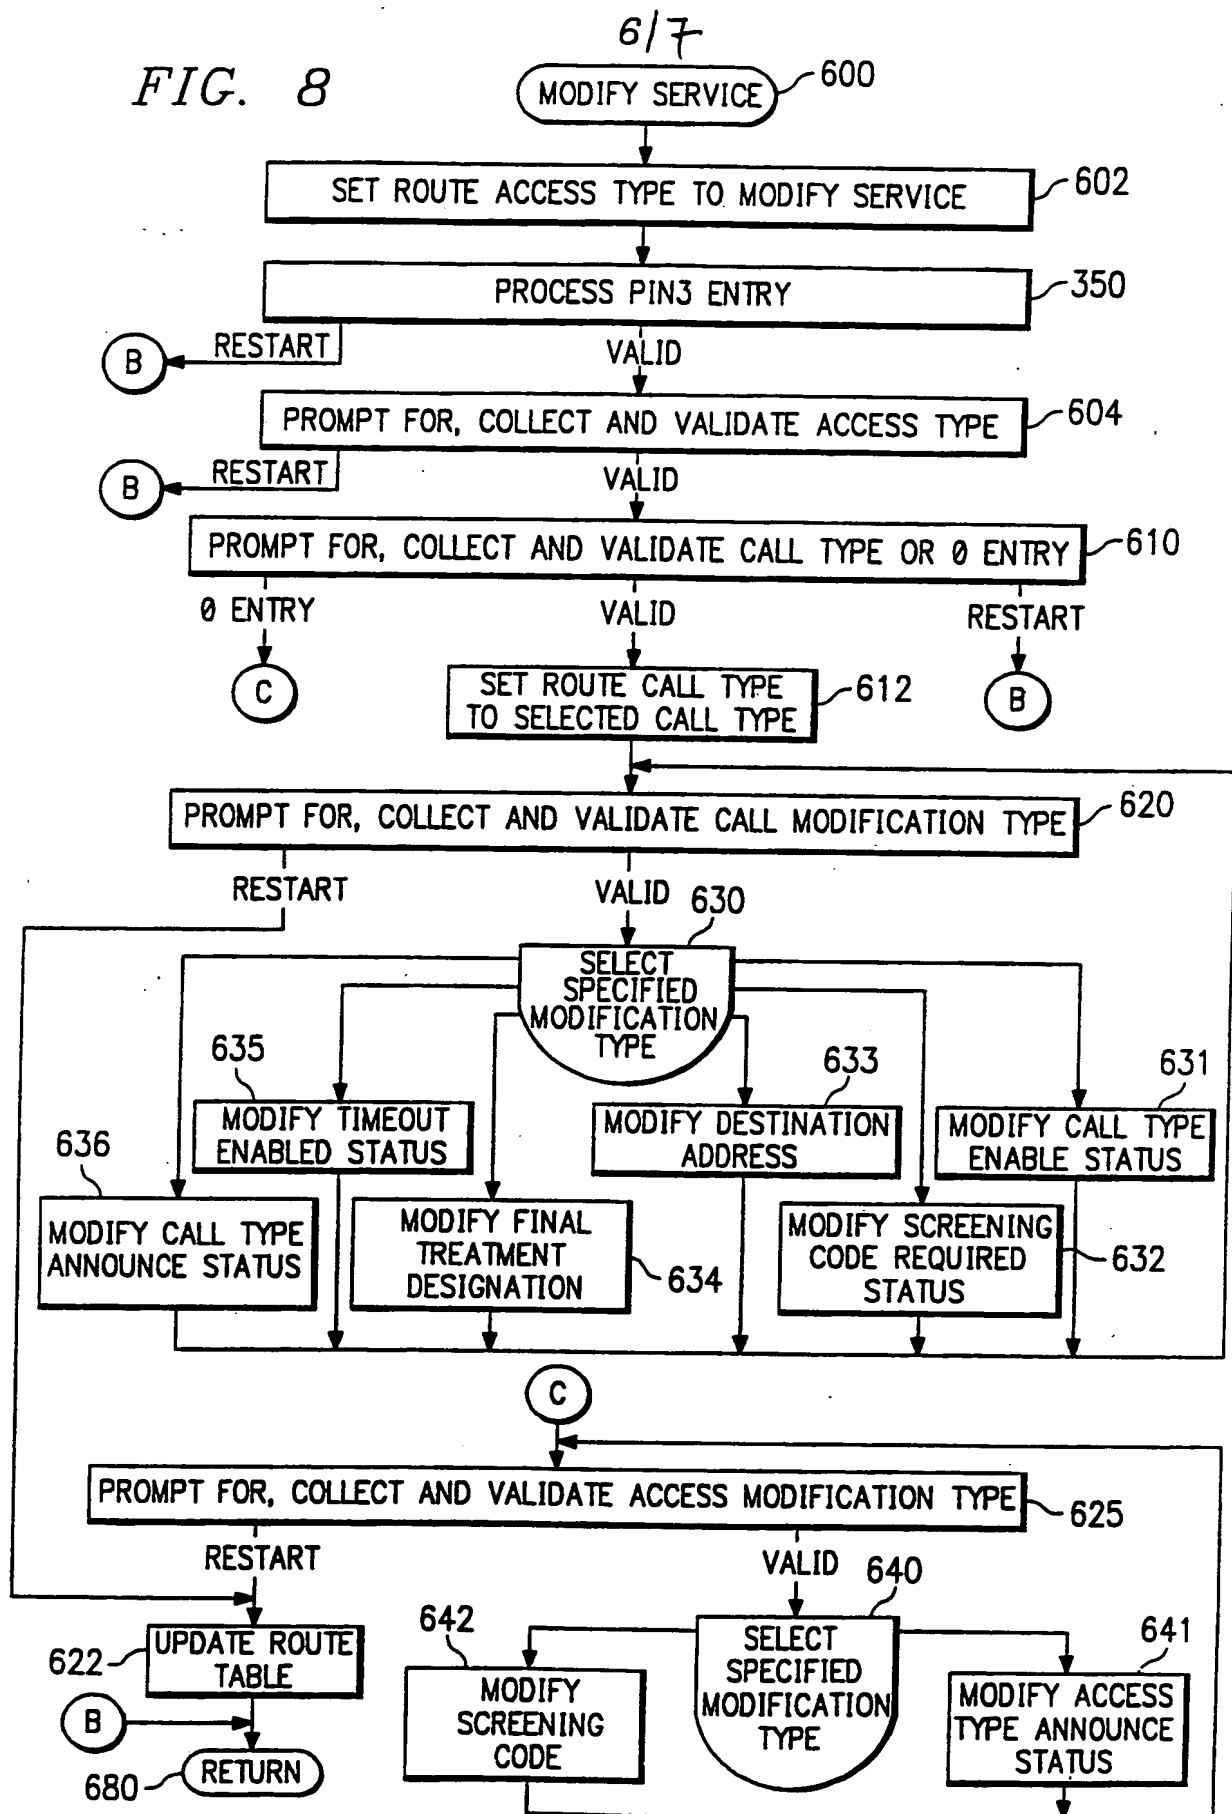 6/7
FIG. 8
MODIFY SERVICE
600
SET ROUTE ACCESS TYPE TO MODIFY SERVICE
602
PROCESS PIN3 ENTRY
350
RESTART
VALID
B
PROMPT FOR, COLLECT AND VALIDATE ACCESS TYPE
604
RESTART
VALID
B
PROMPT FOR, COLLECT AND VALIDATE CALL TYPE OR 0 ENTRY
610
0 ENTRY
VALID
RESTART
C
SET ROUTE CALL TYPE
TO SELECTED CALL TYPE
612
B
PROMPT FOR, COLLECT AND VALIDATE CALL MODIFICATION TYPE
620
RESTART
VALID
630
SELECT
SPECIFIED
MODIFICATION
TYPE
635
MODIFY TIMEOUT
ENABLED STATUS
633
MODIFY DESTINATION
ADDRESS
631
MODIFY CALL TYPE
ENABLE STATUS
636
MODIFY CALL TYPE
ANNOUNCE STATUS
MODIFY FINAL
TREATMENT
DESIGNATION
634
MODIFY SCREENING
CODE REQUIRED
STATUS
632
C
PROMPT FOR, COLLECT AND VALIDATE ACCESS MODIFICATION TYPE
625
RESTART
VALID
640
622
UPDATE ROUTE
TABLE
642
MODIFY
SCREENING
CODE
SELECT
SPECIFIED
MODIFICATION
TYPE
641
MODIFY ACCESS
TYPE ANNOUNCE
STATUS
B
680
RETURN